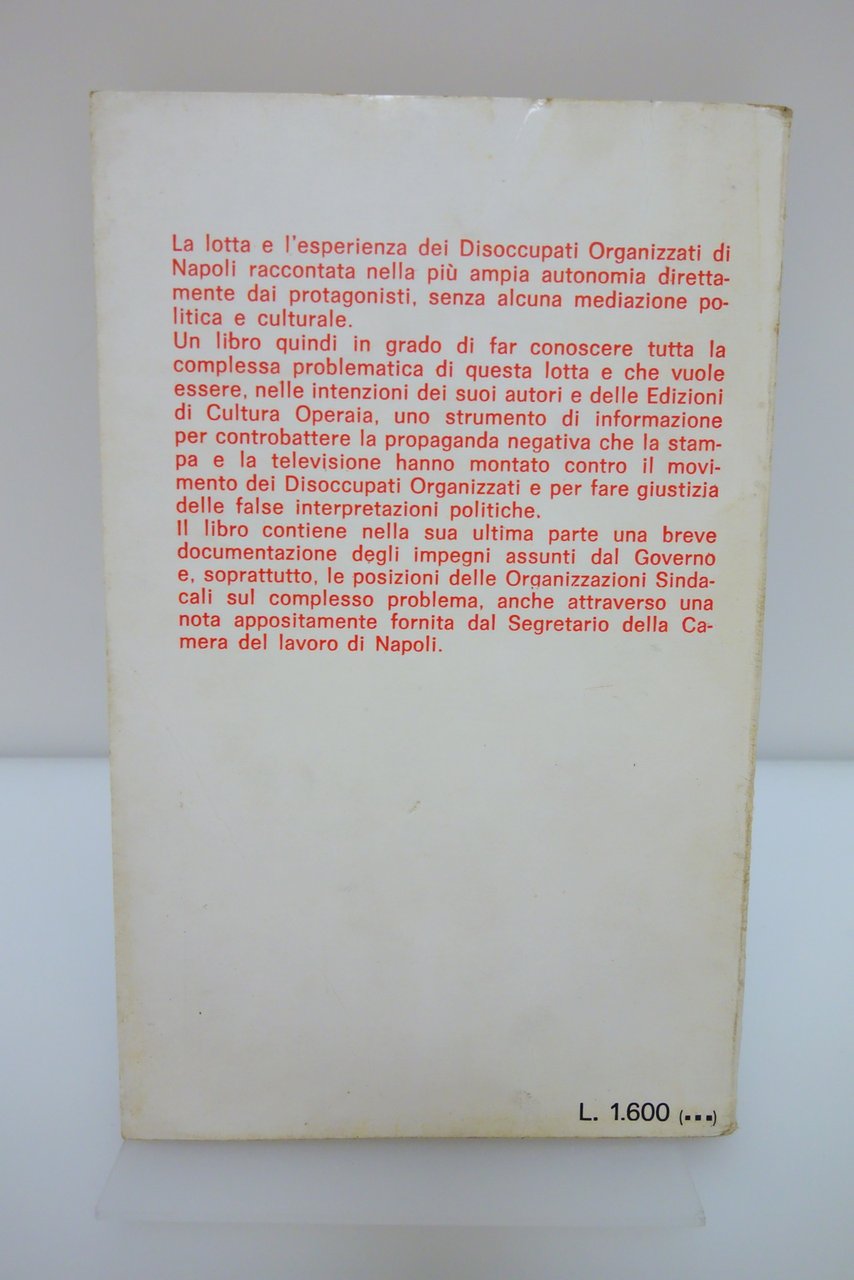 La lotta e l'esperienza dei Disoccupati Organizzati di
Napoli raccontata nella più ampia autonomia diretta-
mente dai protagonisti, senza alcuna mediazione po-
litica e culturale.
Un libro quindi in grado di far conoscere tutta la
complessa problematica di questa lotta e che vuole
essere, nelle intenzioni dei suoi autori e delle Edizioni
di Cultura Operaia, uno strumento di informazione
per controbattere la propaganda negativa che la stam-
pa e la televisione hanno montato contro il movi-
mento dei Disoccupati Organizzati e per fare giustizia
delle false interpretazioni politiche.
Il libro contiene nella sua ultima parte una breve
documentazione degli impegni assunti dal Governo
e, soprattutto, le posizioni delle Organizzazioni Sinda-
cali sul complesso problema, anche attraverso una
nota appositamente fornita dal Segretario della Ca-
mera del lavoro di Napoli.
L. 1.600 (...)